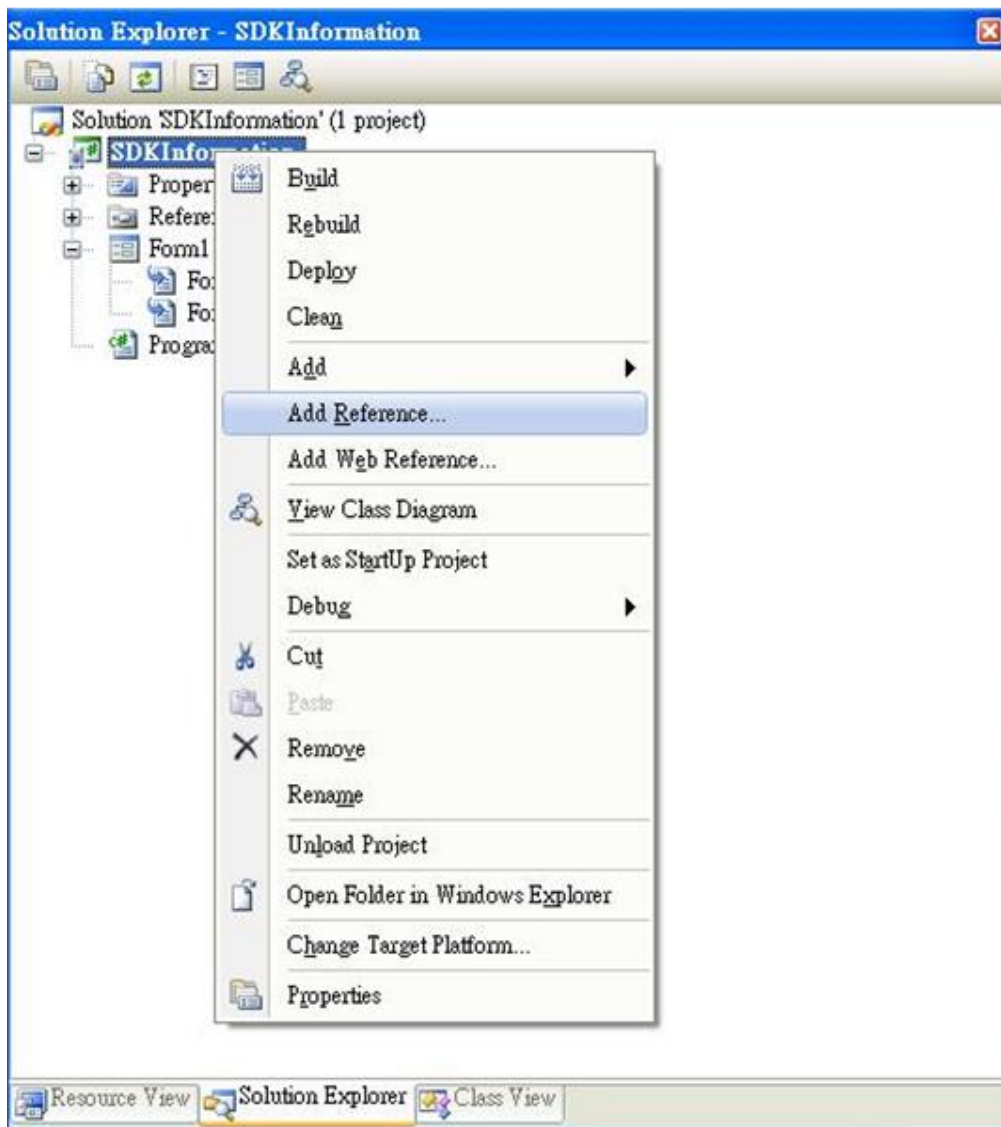 Solution Explorer - SDKInformation
Solution 'SDKInformation' (1 project)
SDKInformation
Proper
Refere
Form1
Fo
Fo
Progra
Build
Rebuild
Deploy
Clean
Add
Add Reference...
Add Web Reference...
View Class Diagram
Set as StartUp Project
Debug
Cut
Paste
Remove
Rename
Unload Project
Open Folder in Windows Explorer
Change Target Platform...
Properties
Resource View Solution Explorer Class View